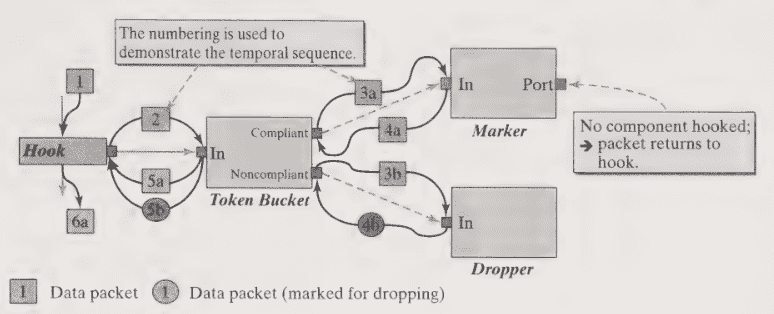 The numbering is used to
demonstrate the temporal sequence.
1
2
3a
In
Port
4a
Marker
No component hooked;
➔ packet returns to
hook.
Hook
In
Compliant
Noncompliant
5a
5b
Token Bucket
3b
4b
In
6a
Dropper
1 Data packet 1 Data packet (marked for dropping)